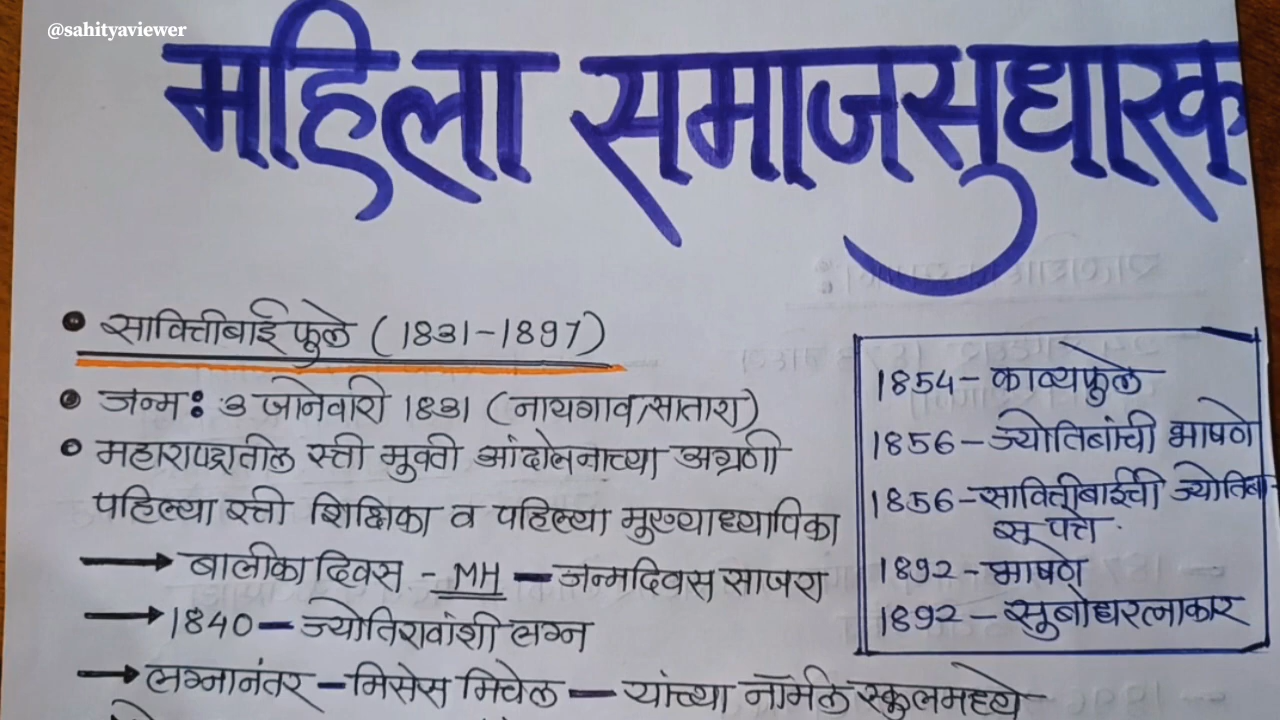 @sahityaviewer
महिला समाजसुधारक
• सावित्रीबाई फुले (1831-1897)
• जन्म: 3 जानेवारी 1831 (नायगाव/सातारा)
• महाराष्ट्रातील स्त्री मुक्ती आंदोलनाच्या अग्रणी
पहिल्या स्त्री शिक्षिका व पहिल्या मुख्याध्यापिका
→ बालीका दिवस - MH - जन्मदिवस साजरा
→ 1840 - ज्योतिरावांशी लग्न
→ लग्नानंतर - मिसेस मिचेल - यांच्या नॉर्मल स्कुलमध्ये
1854 - काव्यफुले
1856 - ज्योतिबांची भाषणे
1856 - सावित्रीबाईंची ज्योतिबा
स पत्रे
1892 - भाषणे
1892 - सुबोधरत्नाकार